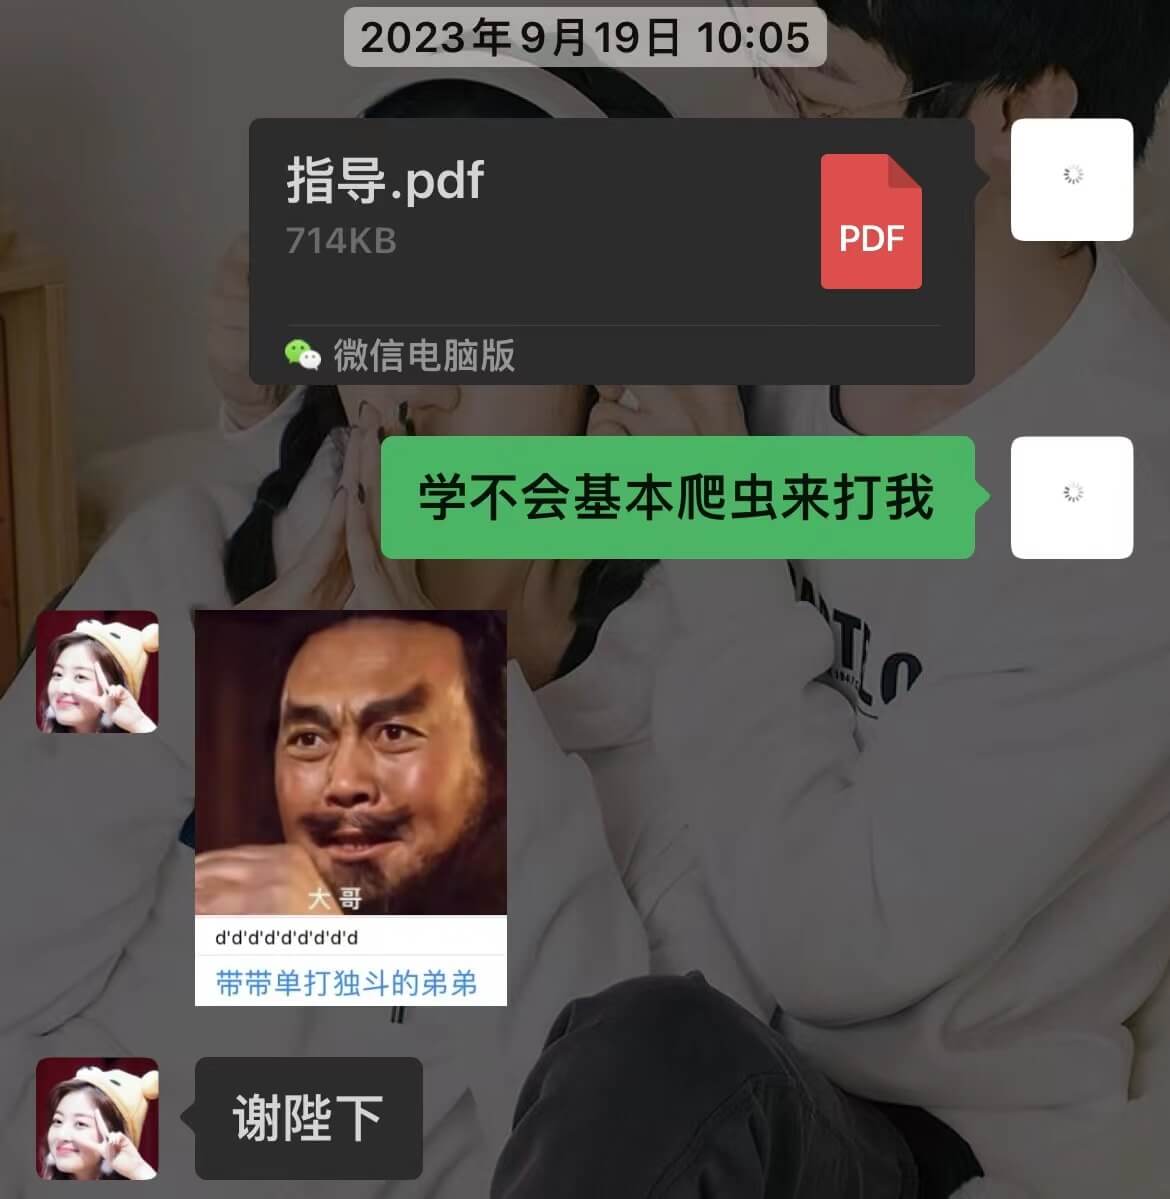 2023年9月19日 10:05
指导.pdf
714KB
PDF
微信电脑版
学不会基本爬虫来打我
大哥
d'd'd'd'd'd'd'd'd
带带单打独斗的弟弟
谢陛下